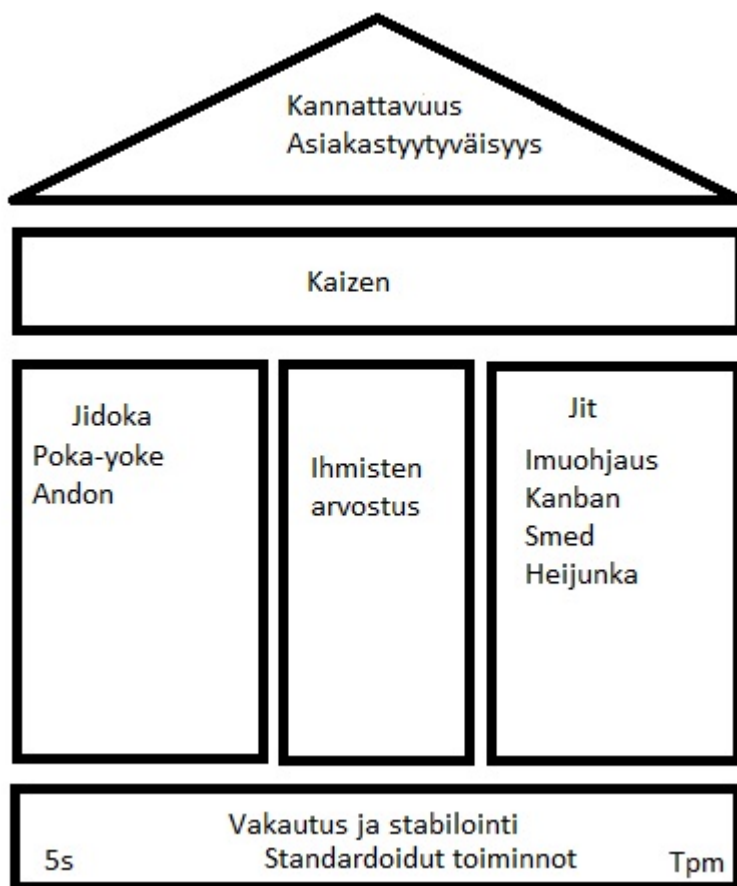 Kannattavuus
Asiakastyytyväisyys
Kaizen
Jidoka
Poka-yoke
Andon
Ihmisten
arvostus
Jit
Imuohjaus
Kanban
Smed
Heijunka
Vakautus ja stabilointi
5s Standardoidut toiminnot Tpm